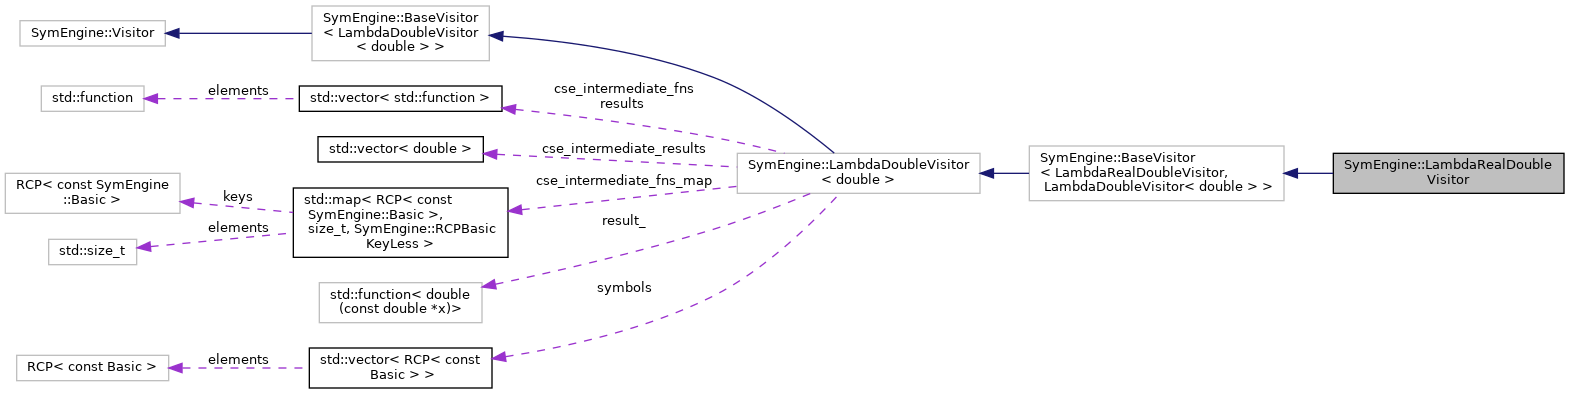 SymEngine::Visitor
SymEngine::BaseVisitor
< LambdaDoubleVisitor
< double > >
std::function
elements
std::vector< std::function >
cse_intermediate_fns
results
std::vector< double >
cse_intermediate_results
RCP< const SymEngine
::Basic >
keys
std::size_t
elements
std::map< RCP< const
SymEngine::Basic >,
size_t, SymEngine::RCPBasic
KeyLess >
cse_intermediate_fns_map
std::function< double
(const double *x)>
result_
RCP< const Basic >
elements
std::vector< RCP< const
Basic > >
symbols
SymEngine::LambdaDoubleVisitor
< double >
SymEngine::BaseVisitor
< LambdaRealDoubleVisitor,
LambdaDoubleVisitor< double > >
SymEngine::LambdaRealDouble
Visitor